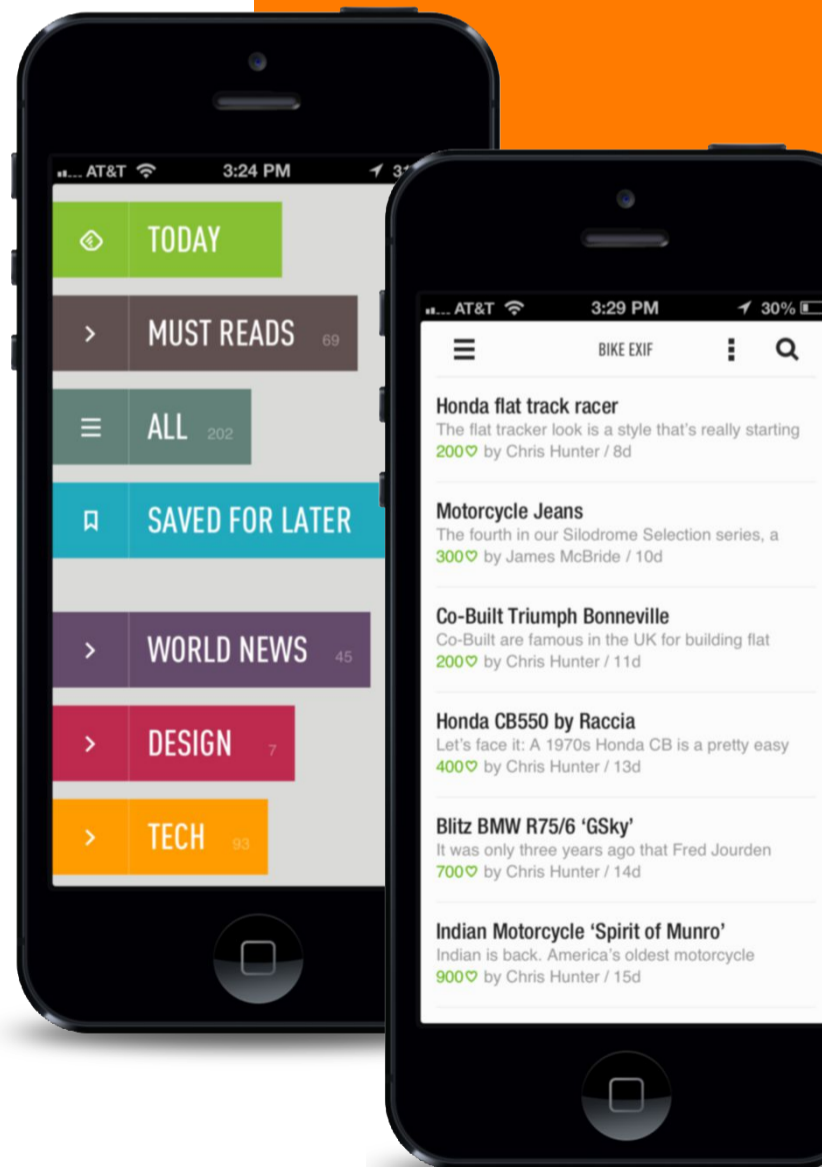 AT&T 3:24 PM
TODAY
MUST READS 69
ALL 202
SAVED FOR LATER
WORLD NEWS 45
DESIGN 7
TECH 93
AT&T 3:29 PM 30%
BIKE EXIF
Honda flat track racer
The flat tracker look is a style that's really starting
200♡ by Chris Hunter / 8d
Motorcycle Jeans
The fourth in our Silodrome Selection series, a
300♡ by James McBride / 10d
Co-Built Triumph Bonneville
Co-Built are famous in the UK for building flat
200♡ by Chris Hunter / 11d
Honda CB550 by Raccia
Let's face it: A 1970s Honda CB is a pretty easy
400♡ by Chris Hunter / 13d
Blitz BMW R75/6 ‘GSky’
It was only three years ago that Fred Jourden
700♡ by Chris Hunter / 14d
Indian Motorcycle ‘Spirit of Munro’
Indian is back. America's oldest motorcycle
900♡ by Chris Hunter / 15d